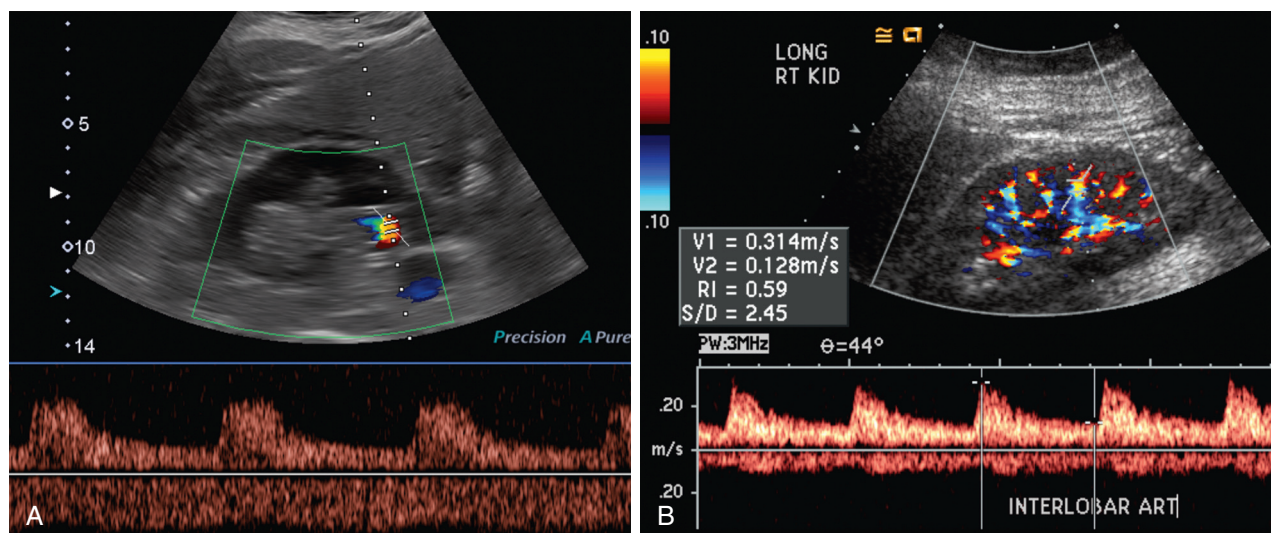 5
10
14
Precision A Pure
A
.10
.10
LONG
RT KID
V1 = 0.314m/s
V2 = 0.128m/s
RI = 0.59
S/D = 2.45
PW:3MHz
θ=44°
.20
m/s
.20
INTERLOBAR ART
B